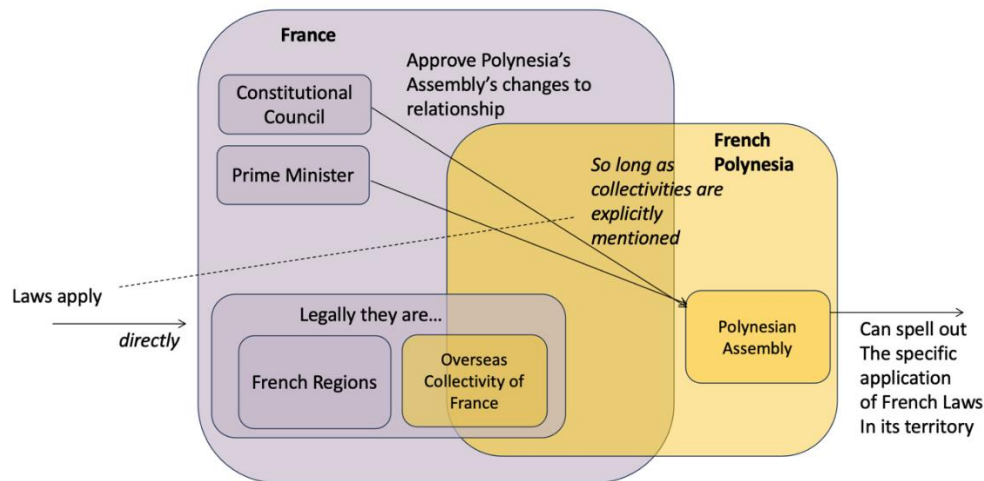 France
Approve Polynesia’s
Assembly’s changes to
relationship
Constitutional
Council
Prime Minister
French
Polynesia
So long as
collectivities are
explicitly
mentioned
Laws apply
directly
Legally they are…
French Regions
Overseas
Collectivity of
France
Polynesian
Assembly
Can spell out
The specific
application
of French Laws
In its territory